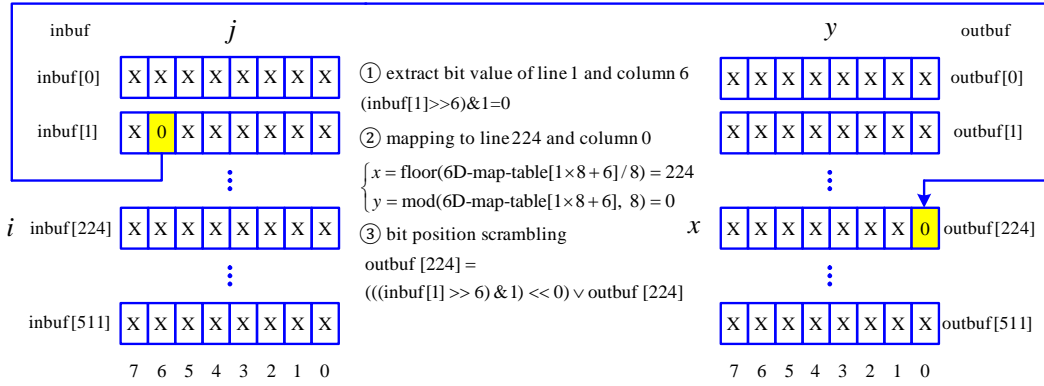 inbuf j y outbuf
inbuf[0] X X X X X X X X ① extract bit value of line 1 and column 6 X X X X X X X X outbuf[0]
(inbuf[1]>>6)&1=0
inbuf[1] X 0 X X X X X X ② mapping to line 224 and column 0 X X X X X X X X outbuf[1]
x = floor(6D-map-table[1×8+6]/8) = 224
y = mod(6D-map-table[1×8+6], 8) = 0
i inbuf[224] X X X X X X X X ③ bit position scrambling x X X X X X X X 0 outbuf[224]
outbuf [224] =
(((inbuf[1] >> 6) & 1) << 0) ∨ outbuf [224]
inbuf[511] X X X X X X X X X X X X X X X X outbuf[511]
7 6 5 4 3 2 1 0 7 6 5 4 3 2 1 0